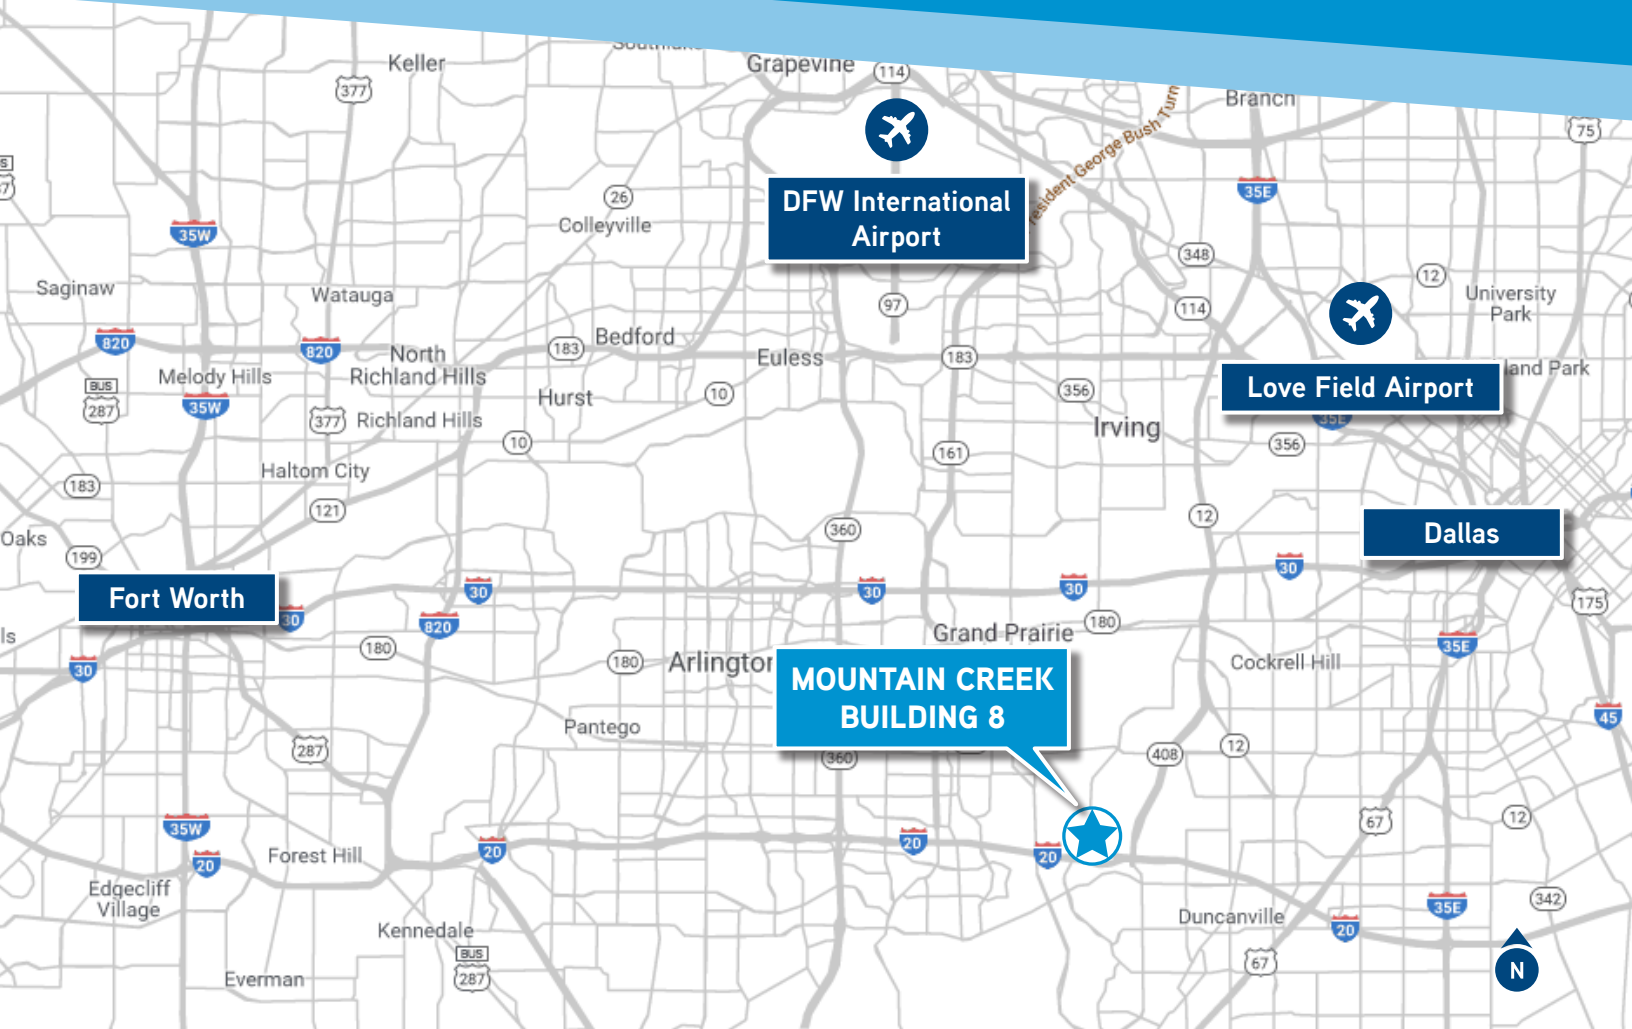 Southlake
Keller
Grapevine
114
377
Branch
75
President George Bush Turn
DFW International
Airport
26
Colleyville
35E
35W
348
12
Saginaw
Watauga
97
114
University
Park
820
820
183
Bedford
Euless
183
North
Richland Hills
Melody Hills
land Park
Love Field Airport
BUS
287
35W
377
Richland Hills
Hurst
10
356
35E
Irving
356
10
161
Haltom City
183
121
360
12
Dallas
Oaks
199
30
30
30
30
Fort Worth
30
820
175
180
Grand Prairie
ls
180
180
Arlington
Cockrell Hill
35E
30
MOUNTAIN CREEK
BUILDING 8
45
Pantego
287
360
408
12
67
12
35W
20
20
20
20
Forest Hill
Edgecliff
Village
35E
342
Duncanville
20
Kennedale
BUS
287
67
N
Everman